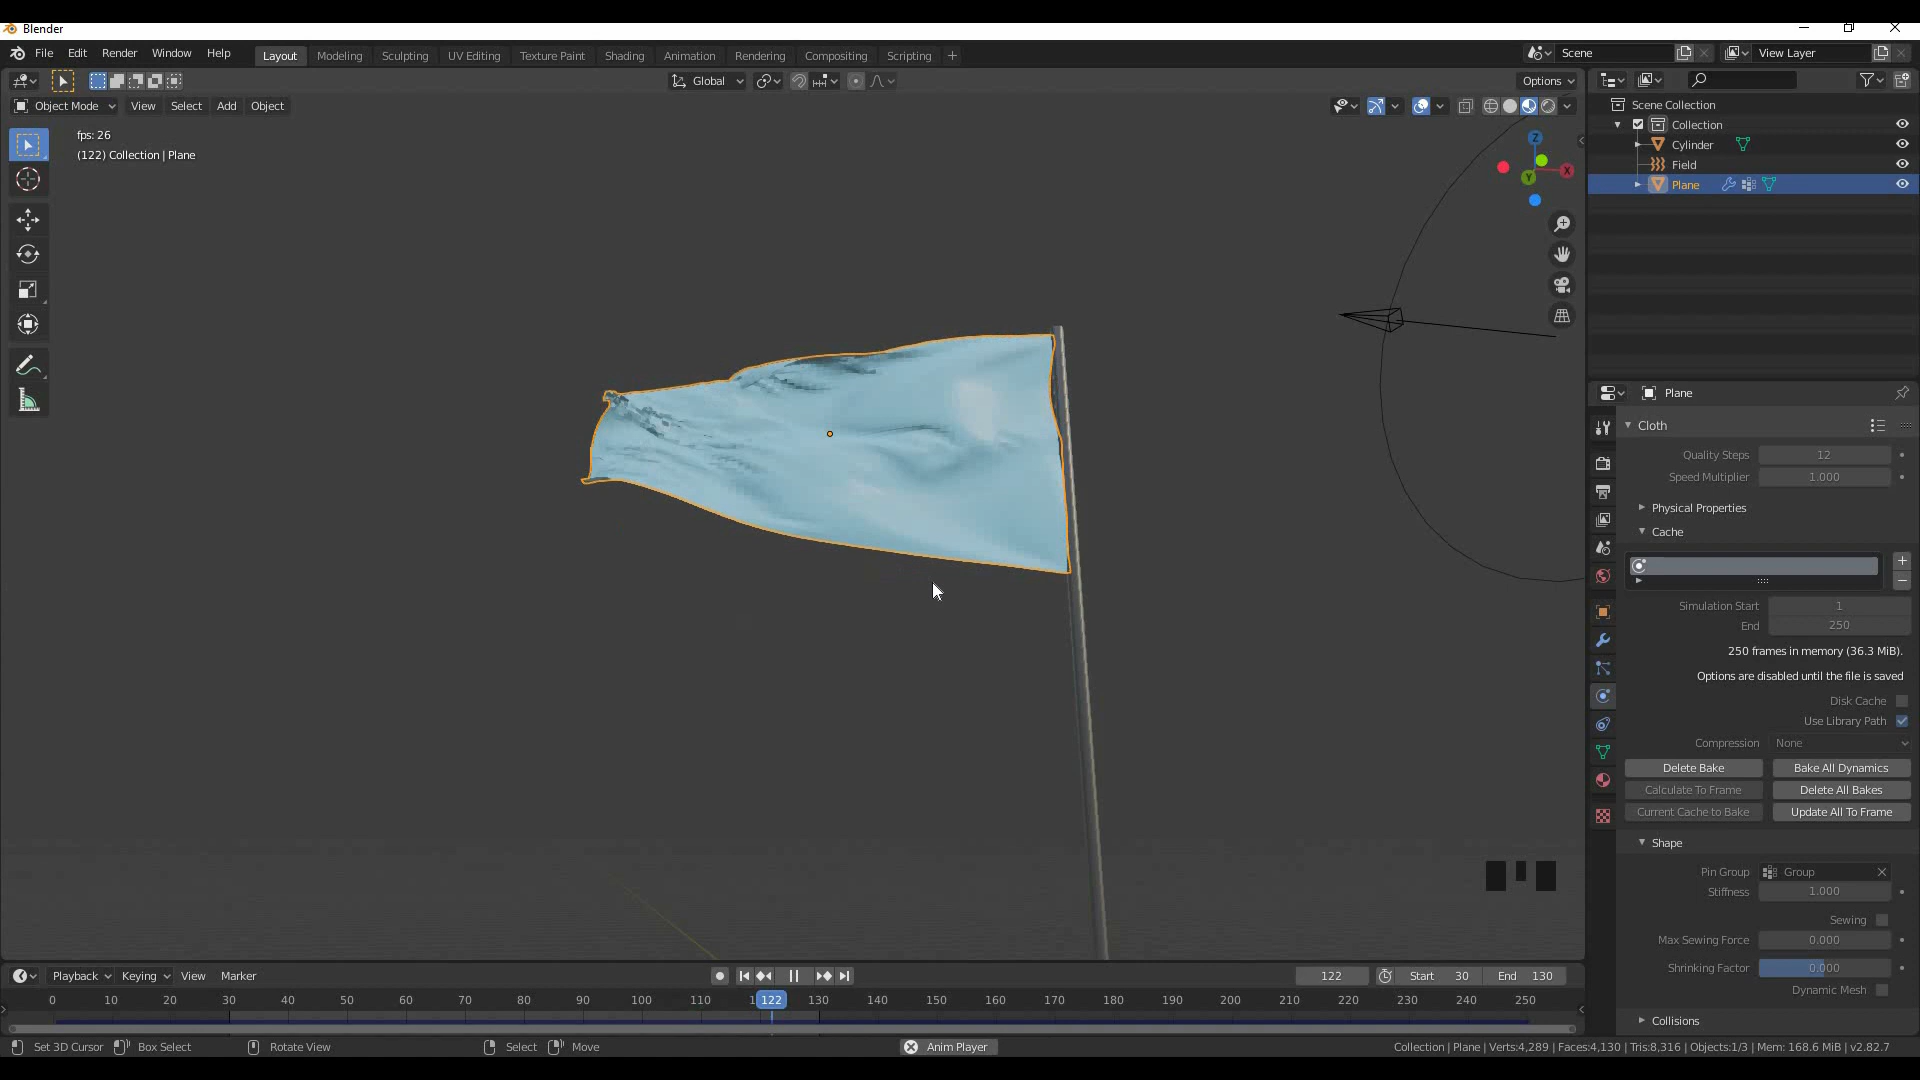 Blender
File Edit Render Window Help Layout Modeling Sculpting UV Editing Texture Paint Shading Animation Rendering Compositing Scripting + Scene View Layer
Global Options
Object Mode View Select Add Object
fps: 26
(122) Collection | Plane
Z
X
Y
Scene Collection
Collection
Cylinder
Field
Plane
Plane
Cloth
Quality Steps 12
Speed Multiplier 1.000
Physical Properties
Cache
Simulation Start 1
End 250
250 frames in memory (36.3 MiB).
Options are disabled until the file is saved
Disk Cache
Use Library Path
Compression None
Delete Bake Bake All Dynamics
Calculate To Frame Delete All Bakes
Current Cache to Bake Update All To Frame
Shape
Pin Group Group
Stiffness 1.000
Sewing
Max Sewing Force 0.000
Shrinking Factor 0.000
Dynamic Mesh
Collisions
Playback Keying View Marker 122 Start 30 End 130
0 10 20 30 40 50 60 70 80 90 100 110 122 130 140 150 160 170 180 190 200 210 220 230 240 250
Set 3D Cursor Box Select Rotate View Select Move Anim Player Collection | Plane | Verts:4,289 | Faces:4,130 | Tris:8,316 | Objects:1/3 | Mem: 168.6 MiB | v2.82.7